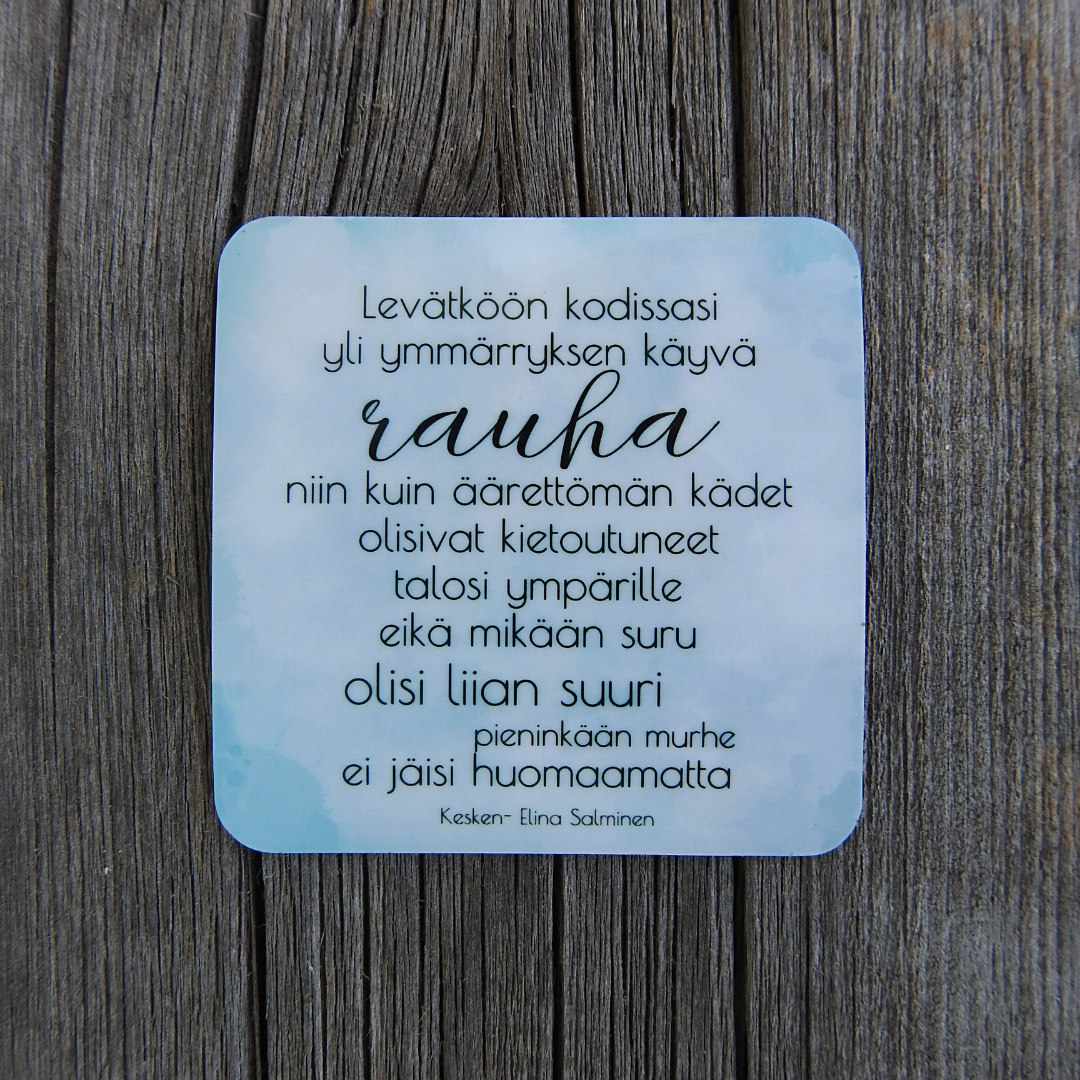 Levätköön kodissasi
yli ymmärryksen käyvä
rauha
niin kuin äärettömän kädet
olisivat kietoutuneet
talosi ympärille
eikä mikään suru
olisi liian suuri
pieninkään murhe
ei jäisi huomaamatta
Kesken- Elina Salminen